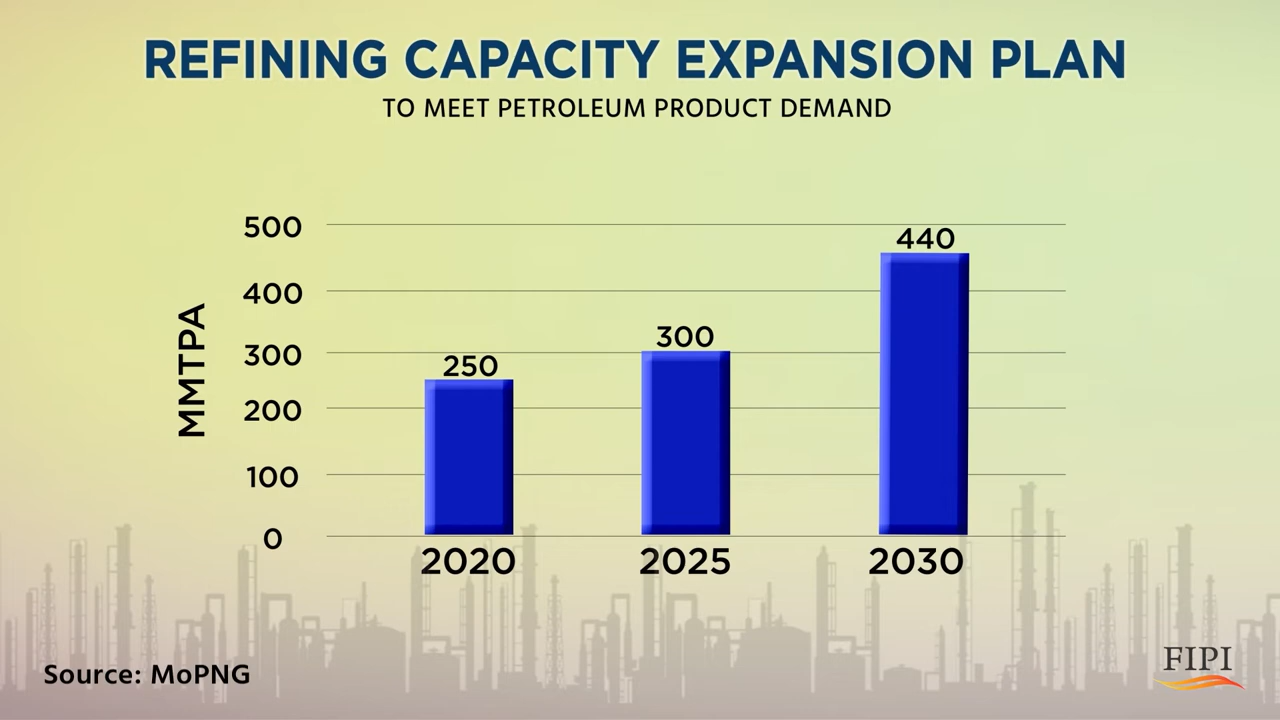 REFINING CAPACITY EXPANSION PLAN
TO MEET PETROLEUM PRODUCT DEMAND
MMTPA
500
400
300
200
100
0
250
300
440
2020
2025
2030
Source: MoPNG
FIPI